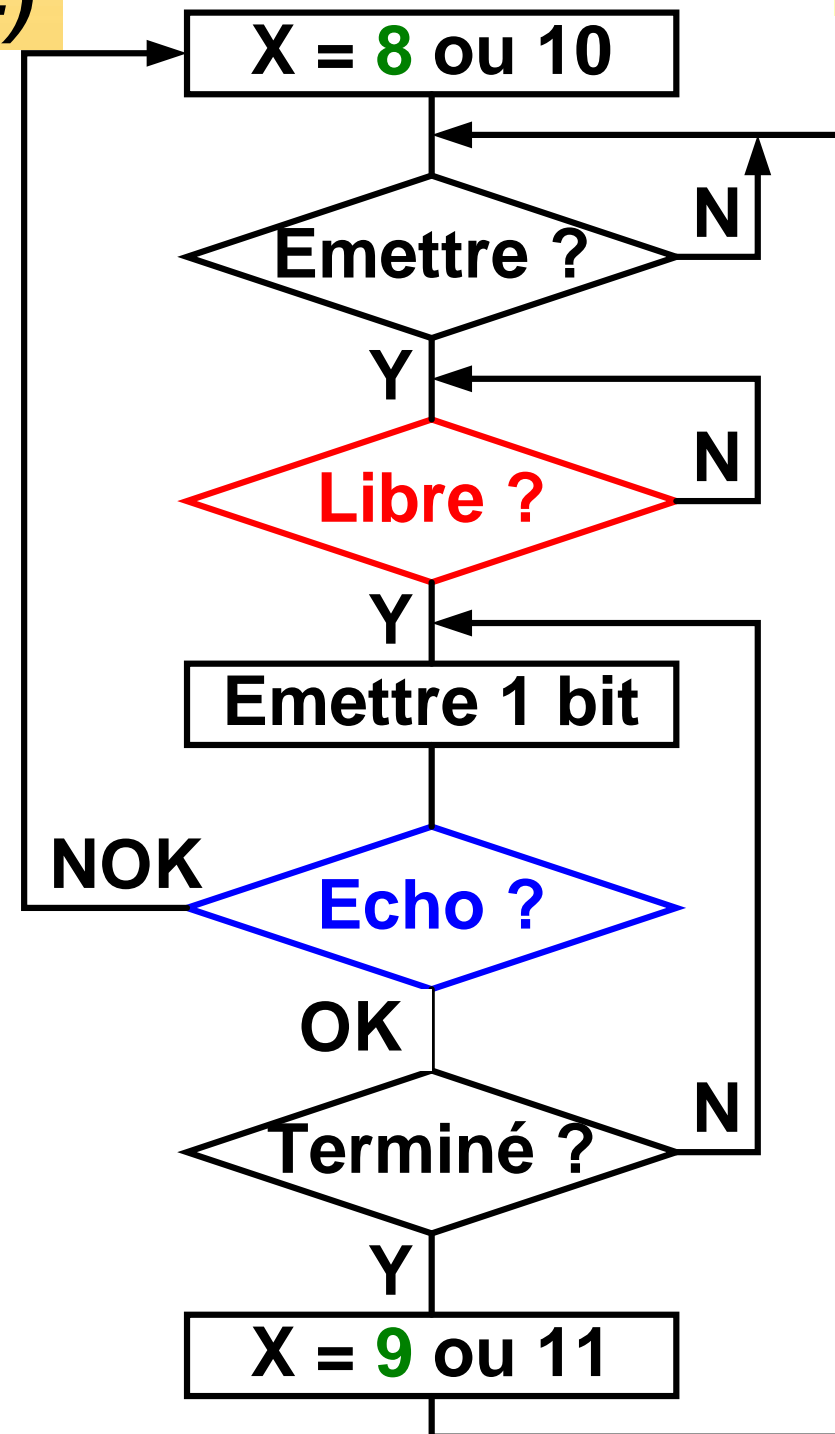 X = 8 ou 10
Emettre ?
N
Y
Libre ?
N
Y
Emettre 1 bit
NOK
Echo ?
OK
Terminé ?
N
Y
X = 9 ou 11